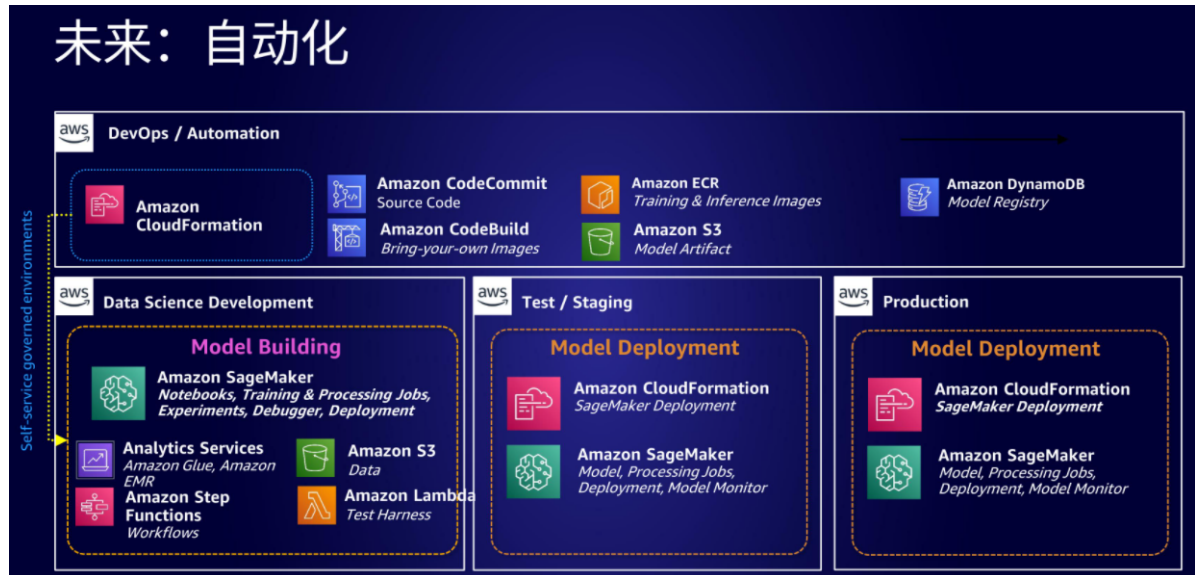 未来：自动化
aws
DevOps / Automation
Amazon
CloudFormation
Amazon CodeCommit
Source Code
Amazon CodeBuild
Bring-your-own Images
Amazon ECR
Training & Inference Images
Amazon S3
Model Artifact
Amazon DynamoDB
Model Registry
Self-service governed environments
aws
Data Science Development
Model Building
Amazon SageMaker
Notebooks, Training & Processing Jobs,
Experiments, Debugger, Deployment
Analytics Services
Amazon Glue, Amazon
EMR
Amazon S3
Data
Amazon Step
Functions
Workflows
Amazon Lambda
Test Harness
aws
Test / Staging
Model Deployment
Amazon CloudFormation
SageMaker Deployment
Amazon SageMaker
Model, Processing Jobs,
Deployment, Model Monitor
aws
Production
Model Deployment
Amazon CloudFormation
SageMaker Deployment
Amazon SageMaker
Model, Processing Jobs,
Deployment, Model Monitor